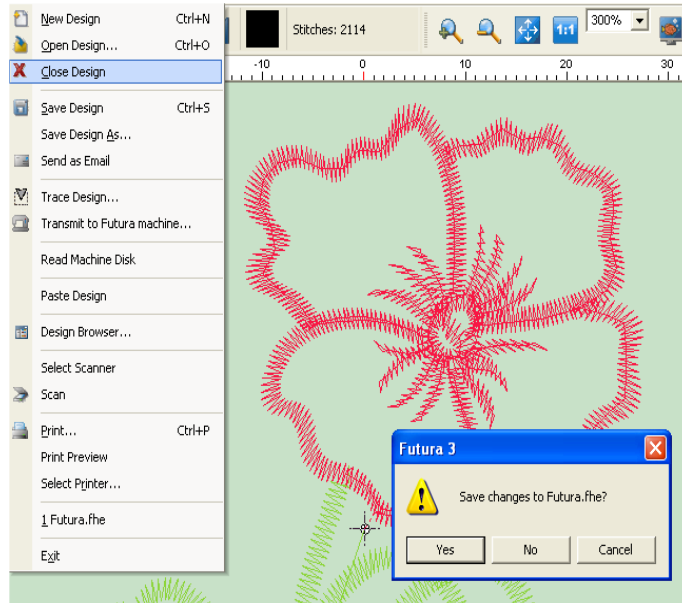 New Design Ctrl+N
Open Design... Ctrl+O
Close Design
Save Design Ctrl+S
Save Design As...
Send as Email
Trace Design...
Transmit to Futura machine...
Read Machine Disk
Paste Design
Design Browser...
Select Scanner
Scan
Print... Ctrl+P
Print Preview
Select Printer...
1 Futura.fhe
Exit
Stitches: 2114
1:1
300%
-10 0 10 20 30
Futura 3
Save changes to Futura.fhe?
Yes No Cancel